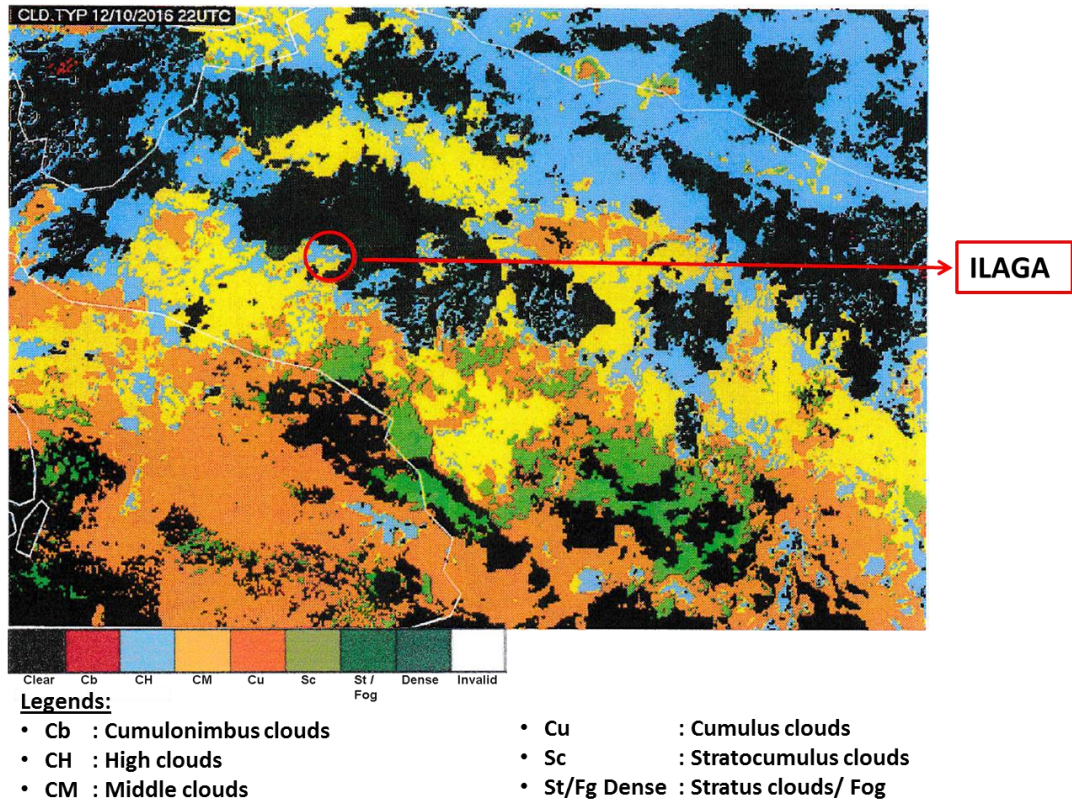 CLD.TYP 12/10/2016 22UTC
ILAGA
Clear Cb CH CM Cu Sc St / Fog Dense Invalid
Legends:
• Cb : Cumulonimbus clouds
• CH : High clouds
• CM : Middle clouds
• Cu : Cumulus clouds
• Sc : Stratocumulus clouds
• St/Fg Dense : Stratus clouds/ Fog